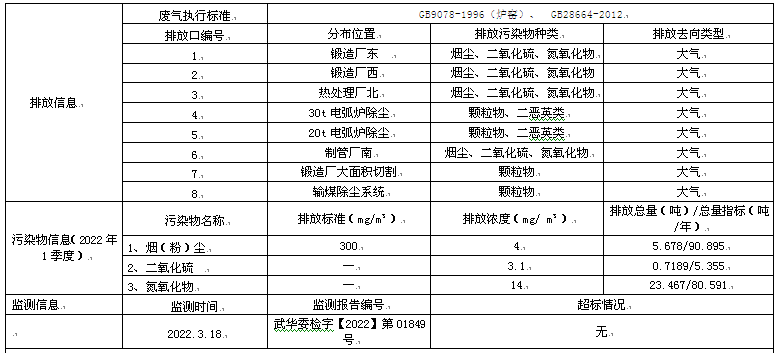 废气执行标准 GB9078-1996（炉窑）、 GB28664-2012
排放信息
排放口编号 分布位置 排放污染物种类 排放去向类型
1 锻造厂东 烟尘、二氧化硫、氮氧化物 大气
2 锻造厂西 烟尘、二氧化硫、氮氧化物 大气
3 热处理厂北 烟尘、二氧化硫、氮氧化物 大气
4 30t电弧炉除尘 颗粒物、二恶英类 大气
5 20t电弧炉除尘 颗粒物、二恶英类 大气
6 制管厂南 烟尘、二氧化硫、氮氧化物 大气
7 锻造厂大面积切割 颗粒物 大气
8 输煤除尘系统 颗粒物 大气
污染物信息（2022年
1季度）
污染物名称 排放标准（mg/m³） 排放浓度（mg/ m³） 排放总量（吨）/总量指标（吨
/年）
1、烟（粉）尘 300 4 5.678/90.895
2、二氧化硫 — 3.1 0.7189/5.355
3、氮氧化物 — 14 23.467/80.591
监测信息 监测时间 监测报告编号 超标情况
2022.3.18 武华委检字【2022】第01849
号 无